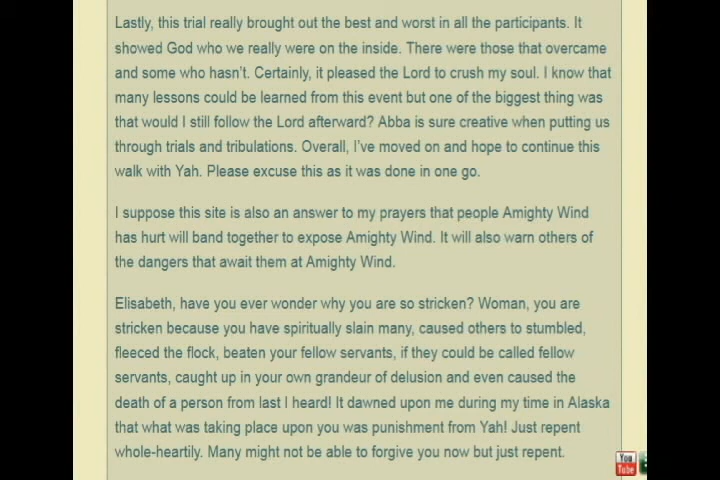 Lastly, this trial really brought out the best and worst in all the participants. It
showed God who we really were on the inside. There were those that overcame
and some who hasn't. Certainly, it pleased the Lord to crush my soul. I know that
many lessons could be learned from this event but one of the biggest thing was
that would I still follow the Lord afterward? Abba is sure creative when putting us
through trials and tribulations. Overall, I've moved on and hope to continue this
walk with Yah. Please excuse this as it was done in one go.
I suppose this site is also an answer to my prayers that people Amighty Wind
has hurt will band together to expose Amighty Wind. It will also warn others of
the dangers that await them at Amighty Wind.
Elisabeth, have you ever wonder why you are so stricken? Woman, you are
stricken because you have spiritually slain many, caused others to stumbled,
fleeced the flock, beaten your fellow servants, if they could be called fellow
servants, caught up in your own grandeur of delusion and even caused the
death of a person from last I heard! It dawned upon me during my time in Alaska
that what was taking place upon you was punishment from Yah! Just repent
whole-heartily. Many might not be able to forgive you now but just repent.
You
Tube